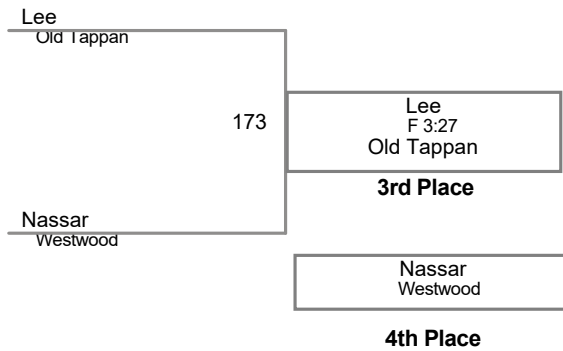 Lee
Old Tappan
173
Lee
F 3:27
Old Tappan
3rd Place
Nassar
Westwood
Nassar
Westwood
4th Place